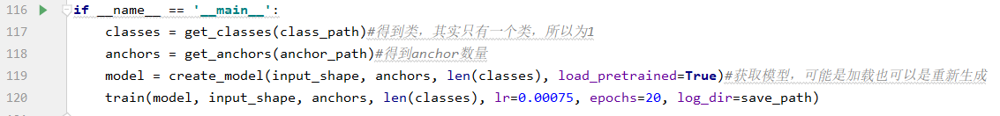 116 if __name__ == '__main__':
117 classes = get_classes(class_path)#得到类，其实只有一个类，所以为1
118 anchors = get_anchors(anchor_path)#得到anchor数量
119 model = create_model(input_shape, anchors, len(classes), load_pretrained=True)#获取模型，可能是加载也可以是重新生成
120 train(model, input_shape, anchors, len(classes), lr=0.00075, epochs=20, log_dir=save_path)